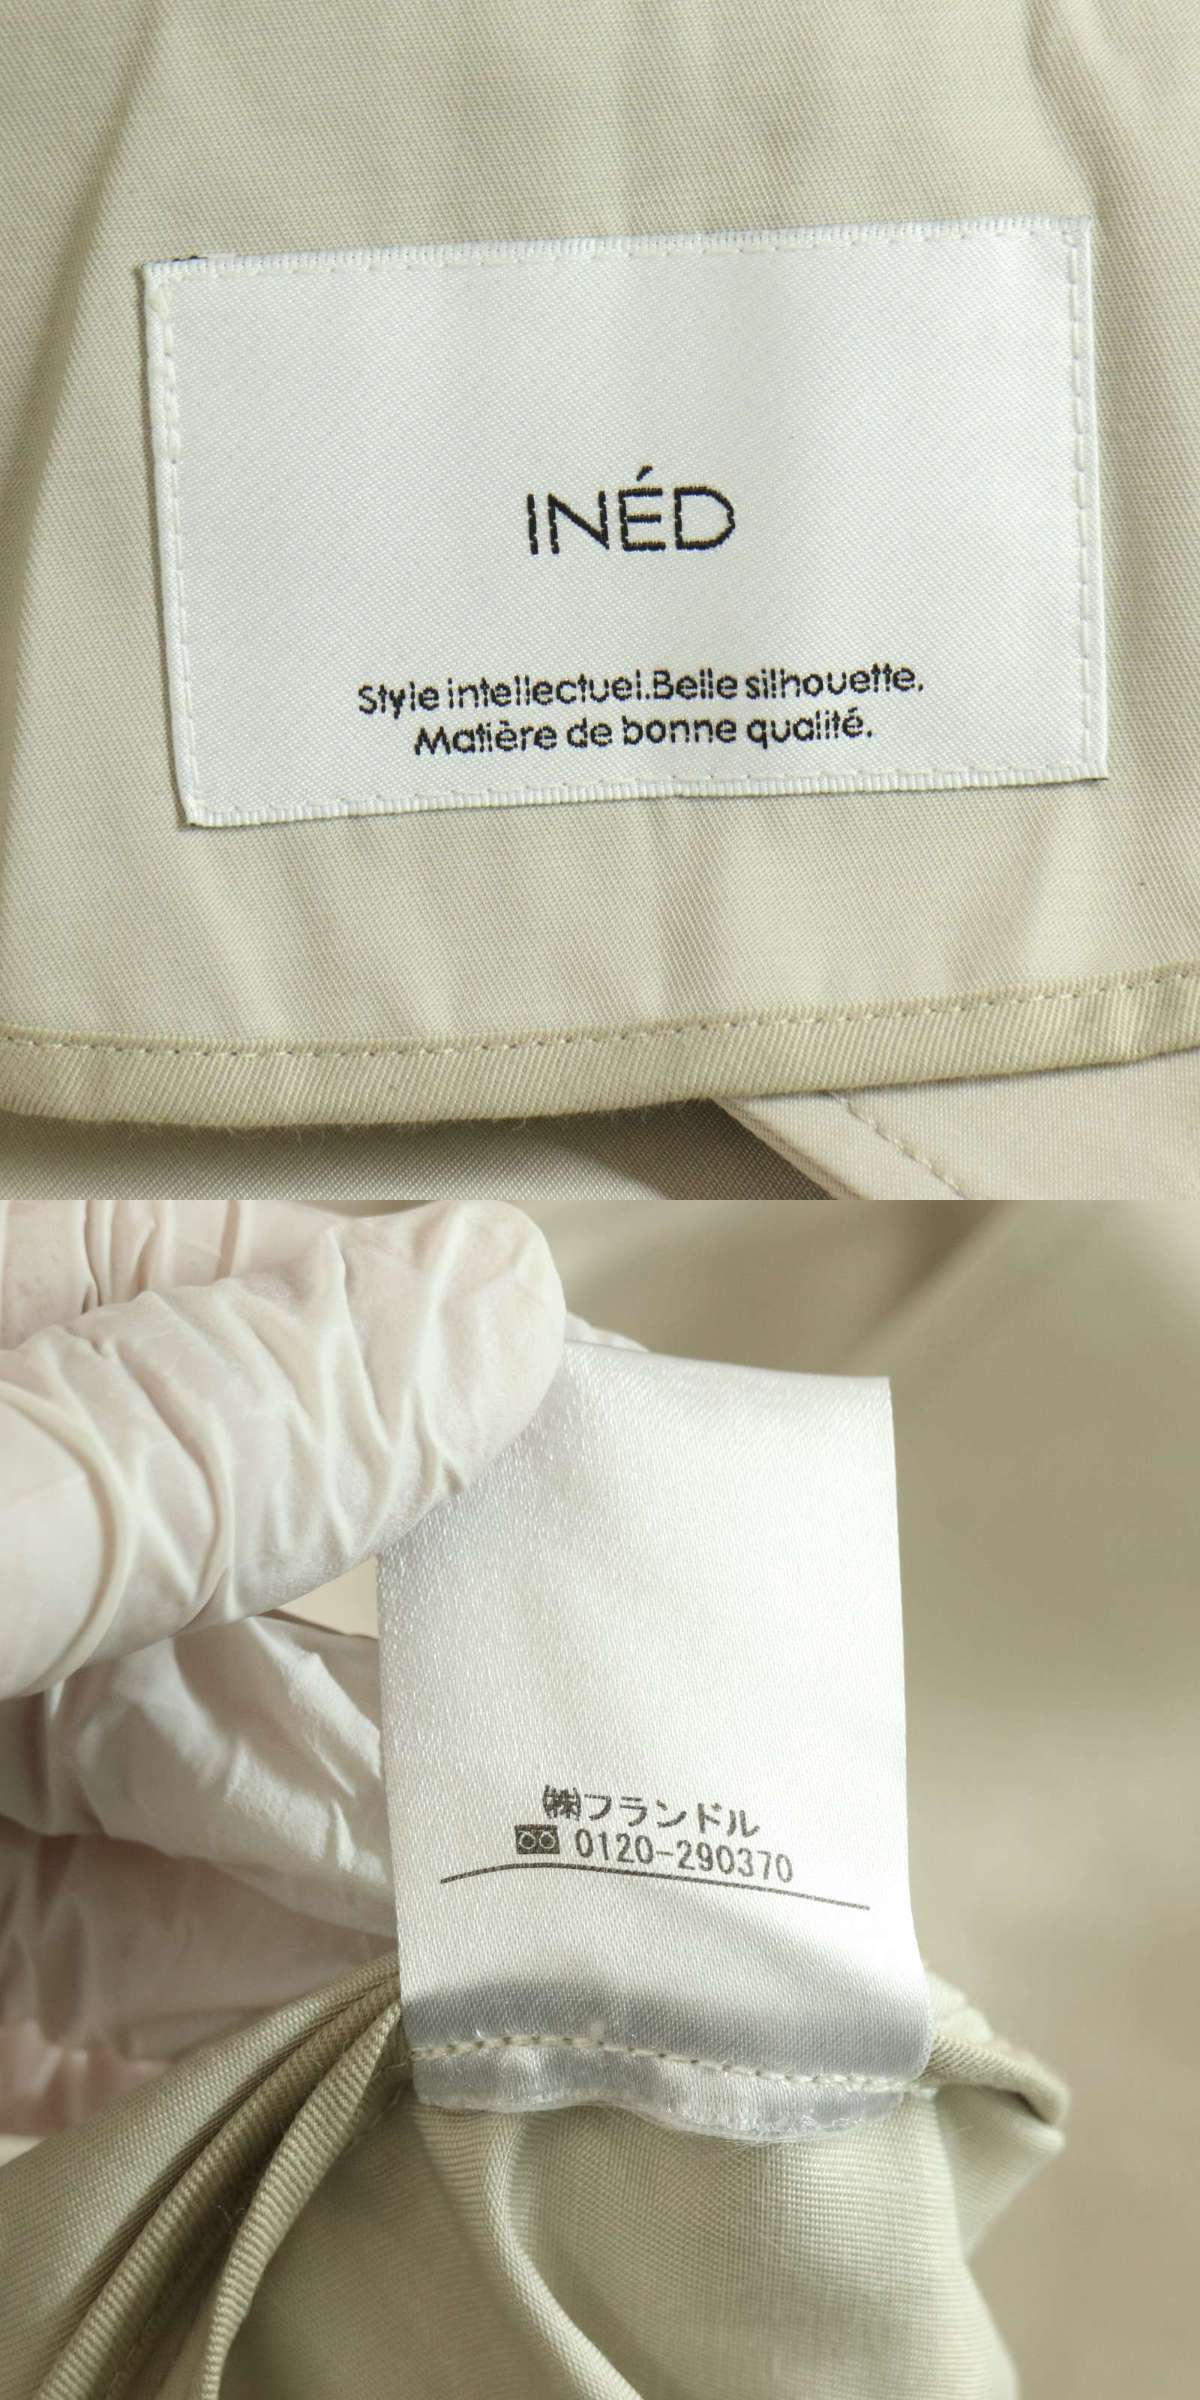 INÉD
Style intellectuel.Belle silhouette.
Matière de bonne qualité.
㈱フランドル
0120-290370